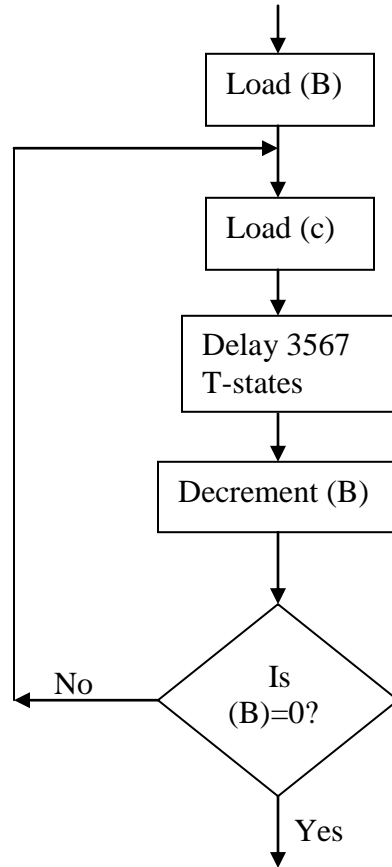 Load (B)
Load (c)
Delay 3567
T-states
Decrement (B)
Is
(B)=0?
No
Yes